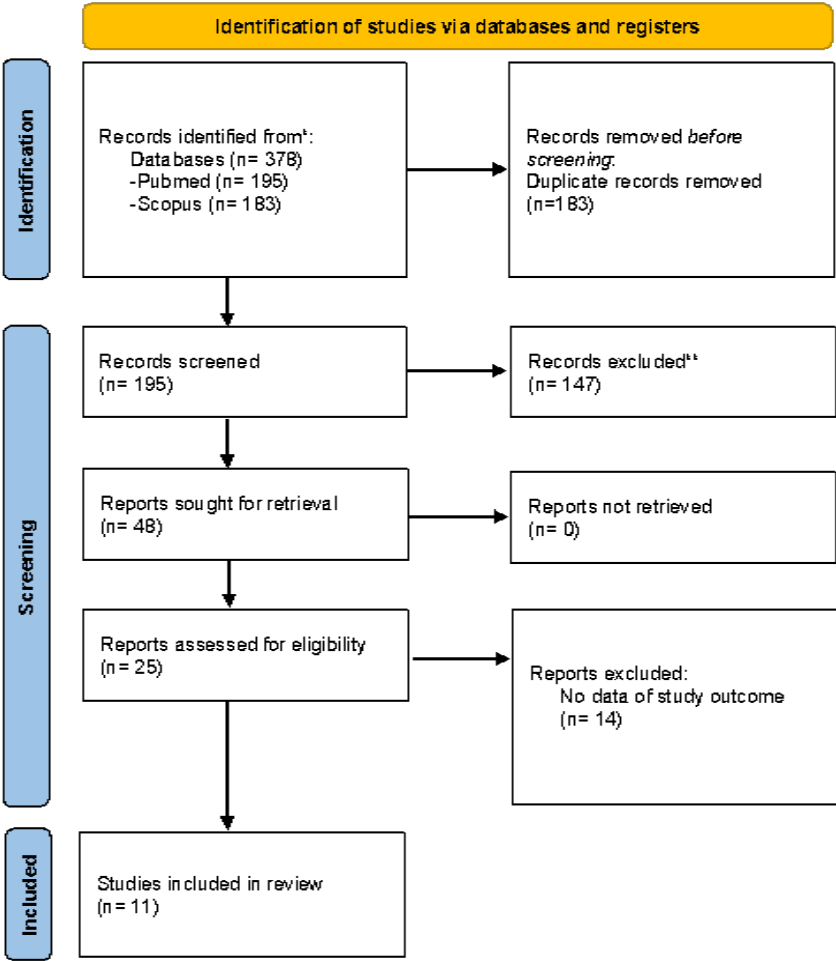 Identification of studies via databases and registers
Identification
Records identified from*:
Databases (n= 378)
-Pubmed (n= 195)
-Scopus (n= 183)
Records removed before
screening:
Duplicate records removed
(n=183)
Screening
Records screened
(n= 195)
Records excluded**
(n= 147)
Reports sought for retrieval
(n= 48)
Reports not retrieved
(n= 0)
Reports assessed for eligibility
(n= 25)
Reports excluded:
No data of study outcome
(n= 14)
Included
Studies included in review
(n= 11)